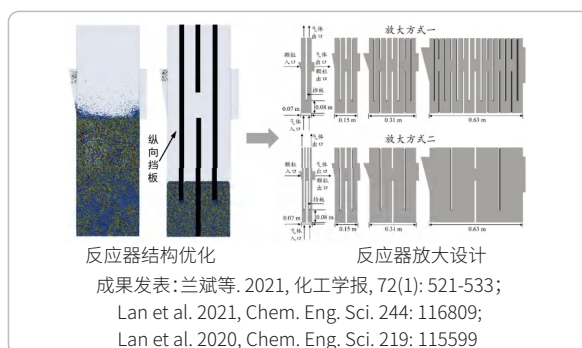 纵向挡板
放大方式一
气体出口
颗粒入口
颗粒出口
挡板
0.07 m
0.08 m
气体入口
0.15 m
0.31 m
0.63 m
放大方式二
颗粒入口
气体出口
颗粒出口
挡板
0.07 m
0.08 m
气体入口
0.15 m
0.31 m
0.63 m
反应器结构优化
反应器放大设计
成果发表：兰斌等. 2021, 化工学报, 72(1): 521-533；
Lan et al. 2021, Chem. Eng. Sci. 244: 116809;
Lan et al. 2020, Chem. Eng. Sci. 219: 115599